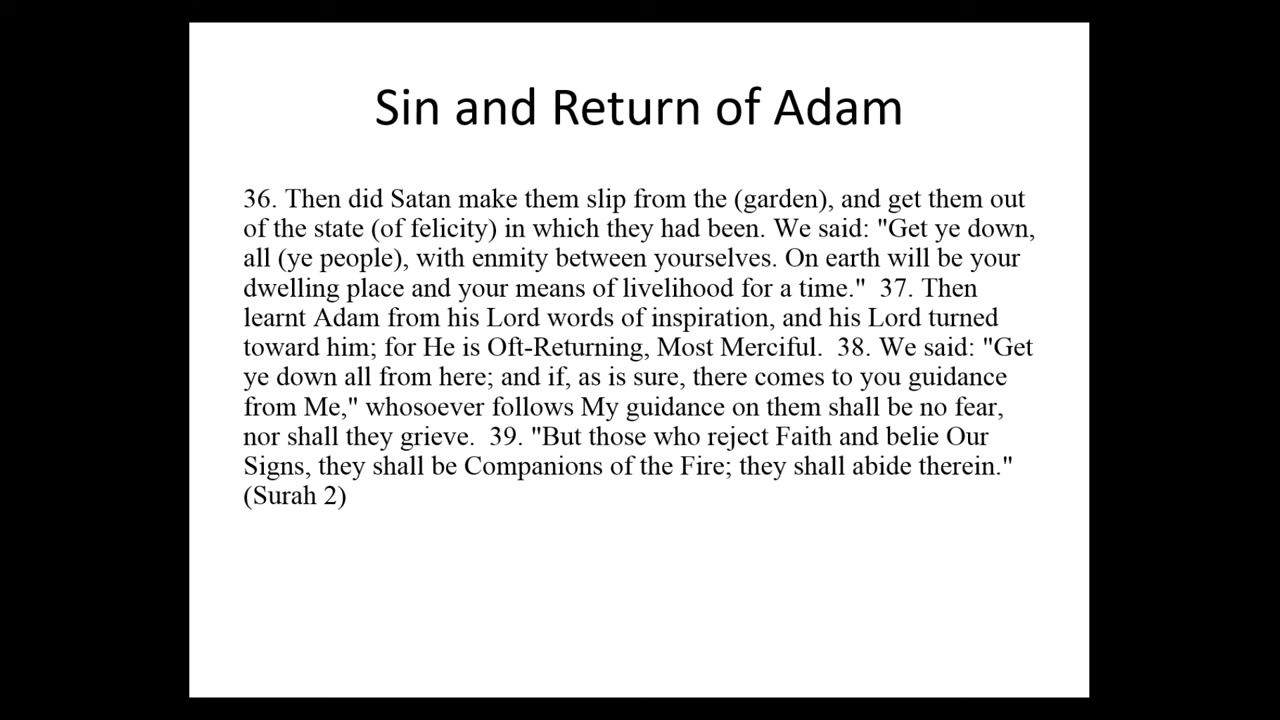 Sin and Return of Adam
36. Then did Satan make them slip from the (garden), and get them out
of the state (of felicity) in which they had been. We said: "Get ye down,
all (ye people), with enmity between yourselves. On earth will be your
dwelling place and your means of livelihood for a time."  37. Then
learnt Adam from his Lord words of inspiration, and his Lord turned
toward him; for He is Oft-Returning, Most Merciful.  38. We said: "Get
ye down all from here; and if, as is sure, there comes to you guidance
from Me," whosoever follows My guidance on them shall be no fear,
nor shall they grieve.  39. "But those who reject Faith and belie Our
Signs, they shall be Companions of the Fire; they shall abide therein."
(Surah 2)